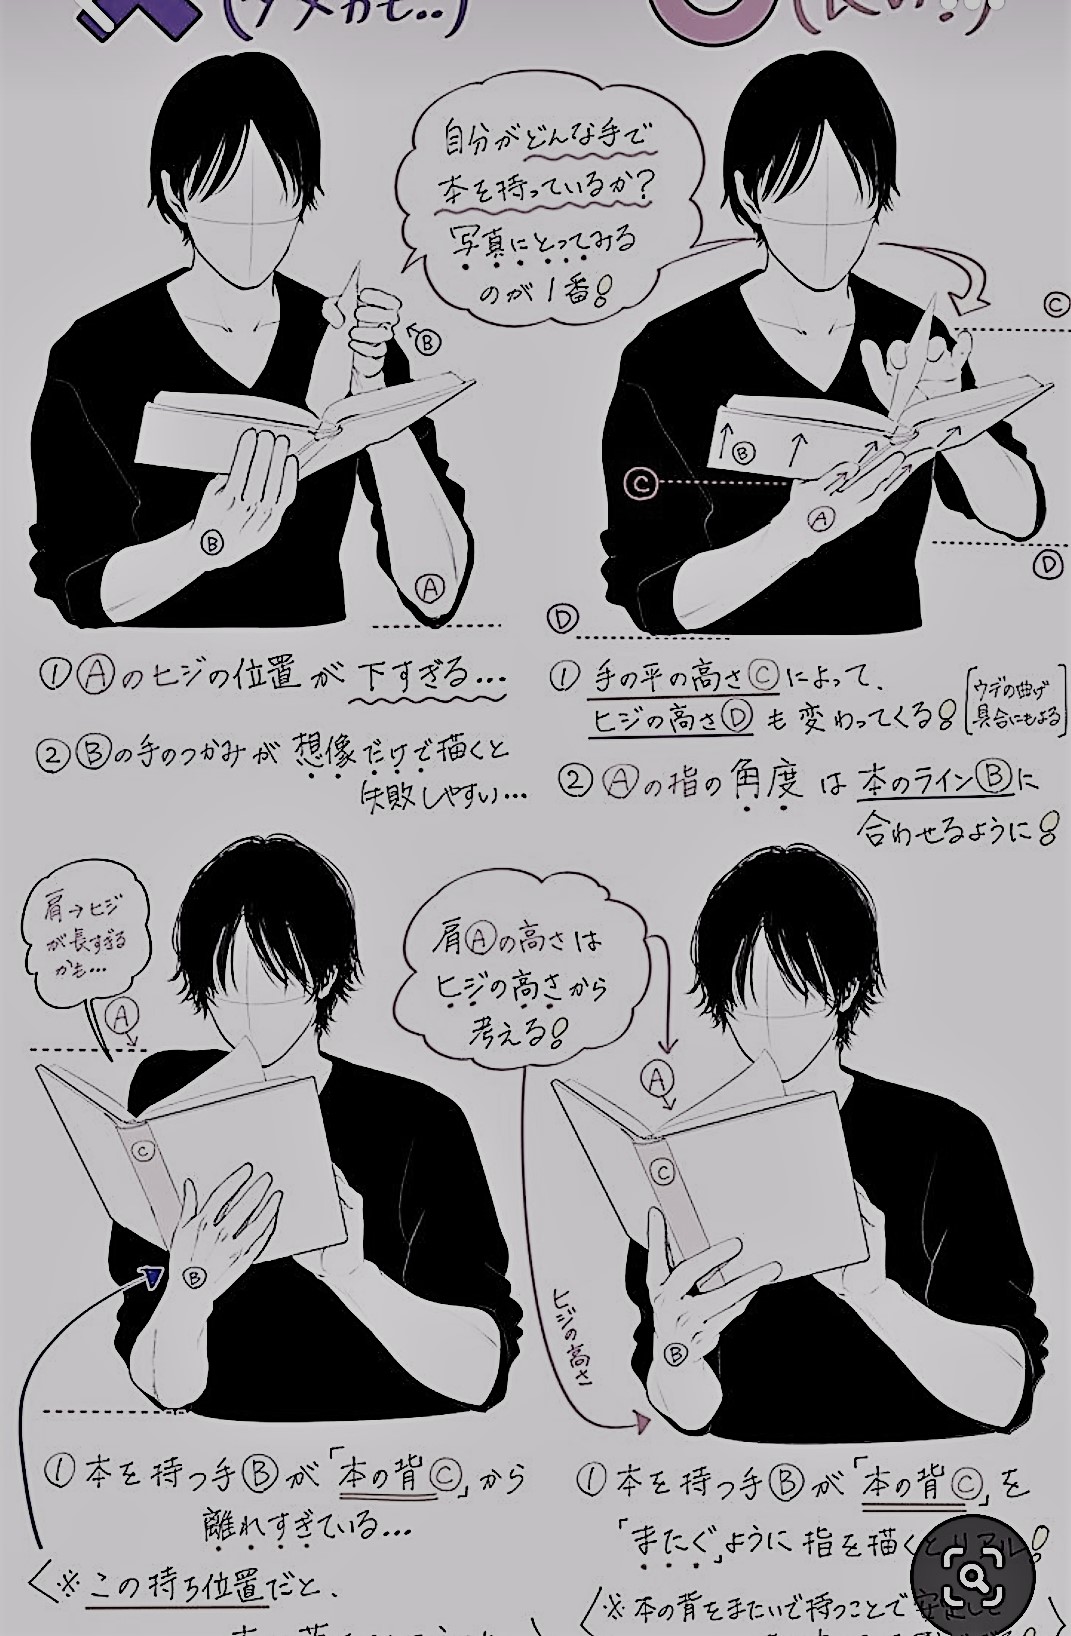 (ダメかも..)
(良い!)
自分がどんな手で
本を持っているか?
写真にとってみる
のが1番!
B
B
A
C
B
C
A
D
D
①Ⓐのヒジの位置が下すぎる...
②Ⓑの手のつかみが想像だけで描くと
失敗しやすい...
① 手の平の高さⒸによって、
ヒジの高さⒹも変わってくる!
[ウデの曲げ
具合にもよる]
②Ⓐの指の角度は本のラインⒷに
合わせるように!
肩→ヒジ
が長すぎる
かも...
A
C
B
肩Ⓐの高さは
ヒジの高さから
考える!
A
C
B
ヒジの高さ
①本を持つ手Ⓑが「本の背Ⓒ」から
離れすぎている...
〈※この持ち位置だと、
①本を持つ手Ⓑが「本の背Ⓒ」を
「またぐ」ように指を描くとリアル!
〈※本の背をまたいで持つことで安定して